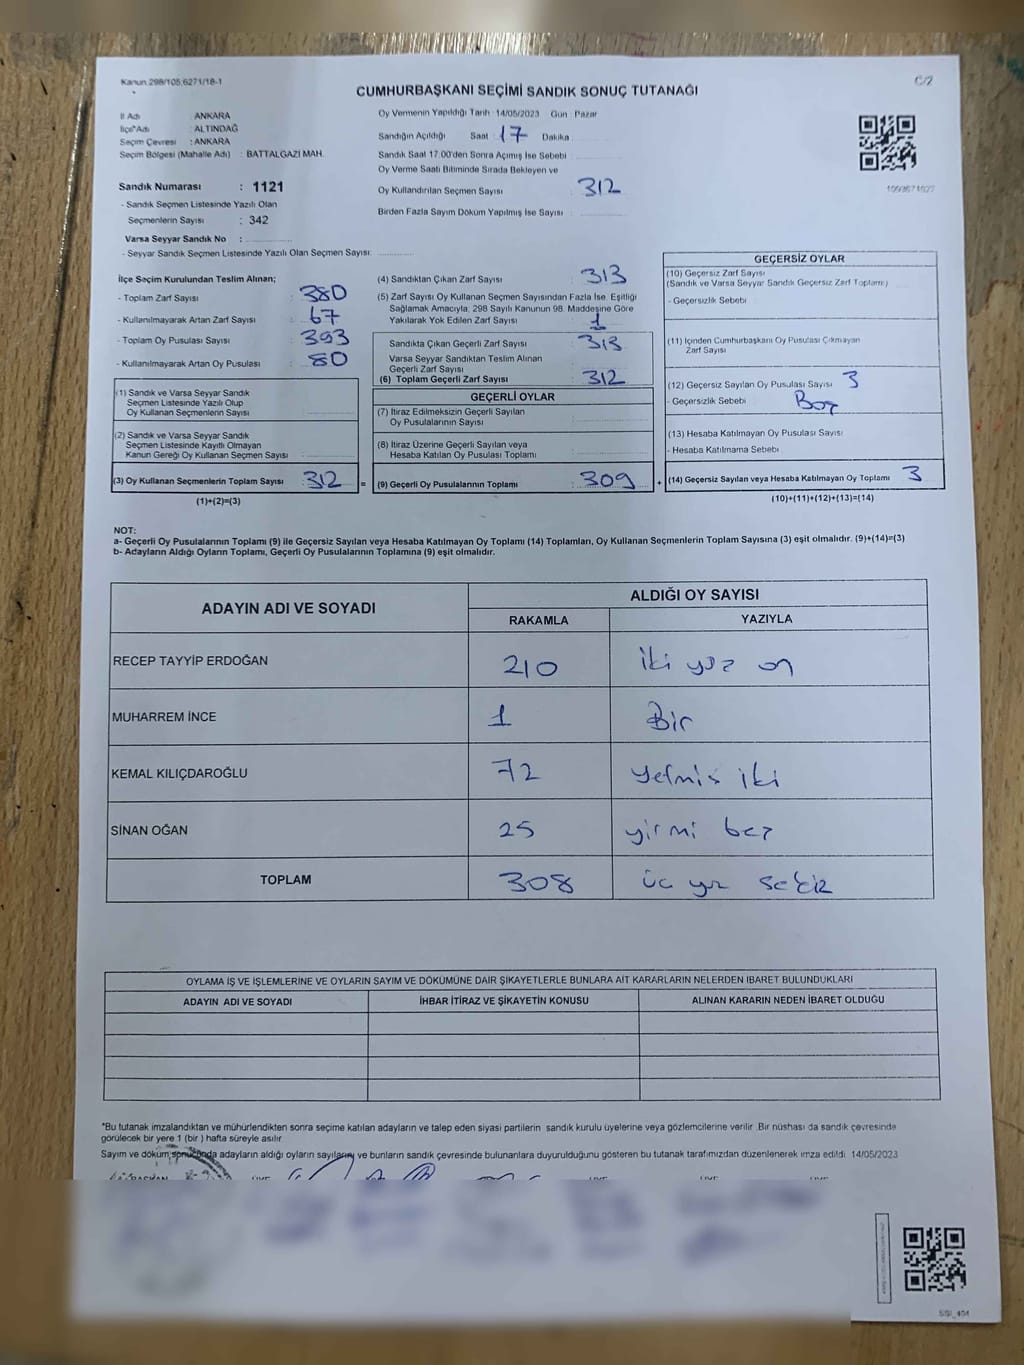 Kanun 298/105,6271/18-1
C/2
CUMHURBAŞKANI SEÇİMİ SANDIK SONUÇ TUTANAĞI
İl Adı : ANKARA
İlçe Adı : ALTINDAĞ
Seçim Çevresi : ANKARA
Seçim Bölgesi (Mahalle Adı) : BATTALGAZİ MAH.
Sandık Numarası : 1121
- Sandık Seçmen Listesinde Yazılı Olan
Seçmenlerin Sayısı : 342
Varsa Seyyar Sandık No :
- Seyyar Sandık Seçmen Listesinde Yazılı Olan Seçmen Sayısı:
Oy Vermenin Yapıldığı Tarih : 14/05/2023 Gün : Pazar
Sandığın Açıldığı Saat : 17 Dakika
Sandık Saat 17.00'den Sonra Açımış İse Sebebi
Oy Verme Saati Bitiminde Sırada Bekleyen ve
Oy Kullandırılan Seçmen Sayısı : 312
Birden Fazla Sayım Döküm Yapılmış İse Sayısı :
İlçe Seçim Kurulundan Teslim Alınan;
- Toplam Zarf Sayısı : 380
- Kullanılmayarak Artan Zarf Sayısı : 67
- Toplam Oy Pusulası Sayısı : 393
- Kullanılmayarak Artan Oy Pusulası : 80
(1) Sandık ve Varsa Seyyar Sandık
Seçmen Listesinde Yazılı Olup
Oy Kullanan Seçmenlerin Sayısı
(2) Sandık ve Varsa Seyyar Sandık
Seçmen Listesinde Kayıtlı Olmayan
Kanun Gereği Oy Kullanan Seçmen Sayısı :
(3) Oy Kullanan Seçmenlerin Toplam Sayısı : 312 =
(1)+(2)=(3)
(4) Sandıktan Çıkan Zarf Sayısı : 313
(5) Zarf Sayısı Oy Kullanan Seçmen Sayısından Fazla İse, Eşitliği
Sağlamak Amacıyla; 298 Sayılı Kanunun 98. Maddesine Göre
Yakılarak Yok Edilen Zarf Sayısı : 1
Sandıkta Çıkan Geçerli Zarf Sayısı : 313
Varsa Seyyar Sandıktan Teslim Alınan
Geçerli Zarf Sayısı
(6) Toplam Geçerli Zarf Sayısı : 312
GEÇERLİ OYLAR
(7) İtiraz Edilmeksizin Geçerli Sayılan
Oy Pusulalarının Sayısı
(8) İtiraz Üzerine Geçerli Sayılan veya
Hesaba Katılan Oy Pusulası Toplamı
(9) Geçerli Oy Pusulalarının Toplamı : 309 +
GEÇERSİZ OYLAR
(10) Geçersiz Zarf Sayısı
(Sandık ve Varsa Seyyar Sandık Geçersiz Zarf Toplamı)
- Geçersizlik Sebebi
(11) İçinden Cumhurbaşkanı Oy Pusulası Çıkmayan
Zarf Sayısı
(12) Geçersiz Sayılan Oy Pusulası Sayısı : 3
- Geçersizlik Sebebi Boş
(13) Hesaba Katılmayan Oy Pusulası Sayısı
- Hesaba Katılmama Sebebi
(14) Geçersiz Sayılan veya Hesaba Katılmayan Oy Toplamı 3
(10)+(11)+(12)+(13)=(14)
NOT:
a- Geçerli Oy Pusulalarının Toplamı (9) ile Geçersiz Sayılan veya Hesaba Katılmayan Oy Toplamı (14) Toplamları, Oy Kullanan Seçmenlerin Toplam Sayısına (3) eşit olmalıdır. (9)+(14)=(3)
b- Adayların Aldığı Oyların Toplamı, Geçerli Oy Pusulalarının Toplamına (9) eşit olmalıdır.
ADAYIN ADI VE SOYADI ALDIĞI OY SAYISI
RAKAMLA YAZIYLA
RECEP TAYYİP ERDOĞAN 210 iki yüz on
MUHARREM İNCE 1 Bir
KEMAL KILIÇDAROĞLU 72 yetmis iki
SİNAN OĞAN 25 yirmi beş
TOPLAM 308 üc yüz sekiz
OYLAMA İŞ VE İŞLEMLERİNE VE OYLARIN SAYIM VE DÖKÜMÜNE DAİR ŞİKAYETLERLE BUNLARA AİT KARARLARIN NELERDEN İBARET BULUNDUKLARI
ADAYIN ADI VE SOYADI İHBAR İTİRAZ VE ŞİKAYETİN KONUSU ALINAN KARARIN NEDEN İBARET OLDUĞU
*Bu tutanak imzalandıktan ve mühürlendikten sonra seçime katılan adayların ve talep eden siyasi partilerin sandık kurulu üyelerine veya gözlemcilerine verilir. Bir nüshası da sandık çevresinde
görülecek bir yere 1 (bir ) hafta süreyle asılır.
Sayım ve döküm sonucunda adayların aldığı oyların sayılarını ve bunların sandık çevresinde bulunanlara duyurulduğunu gösteren bu tutanak tarafımızdan düzenlenerek imza edildi. 14/05/2023